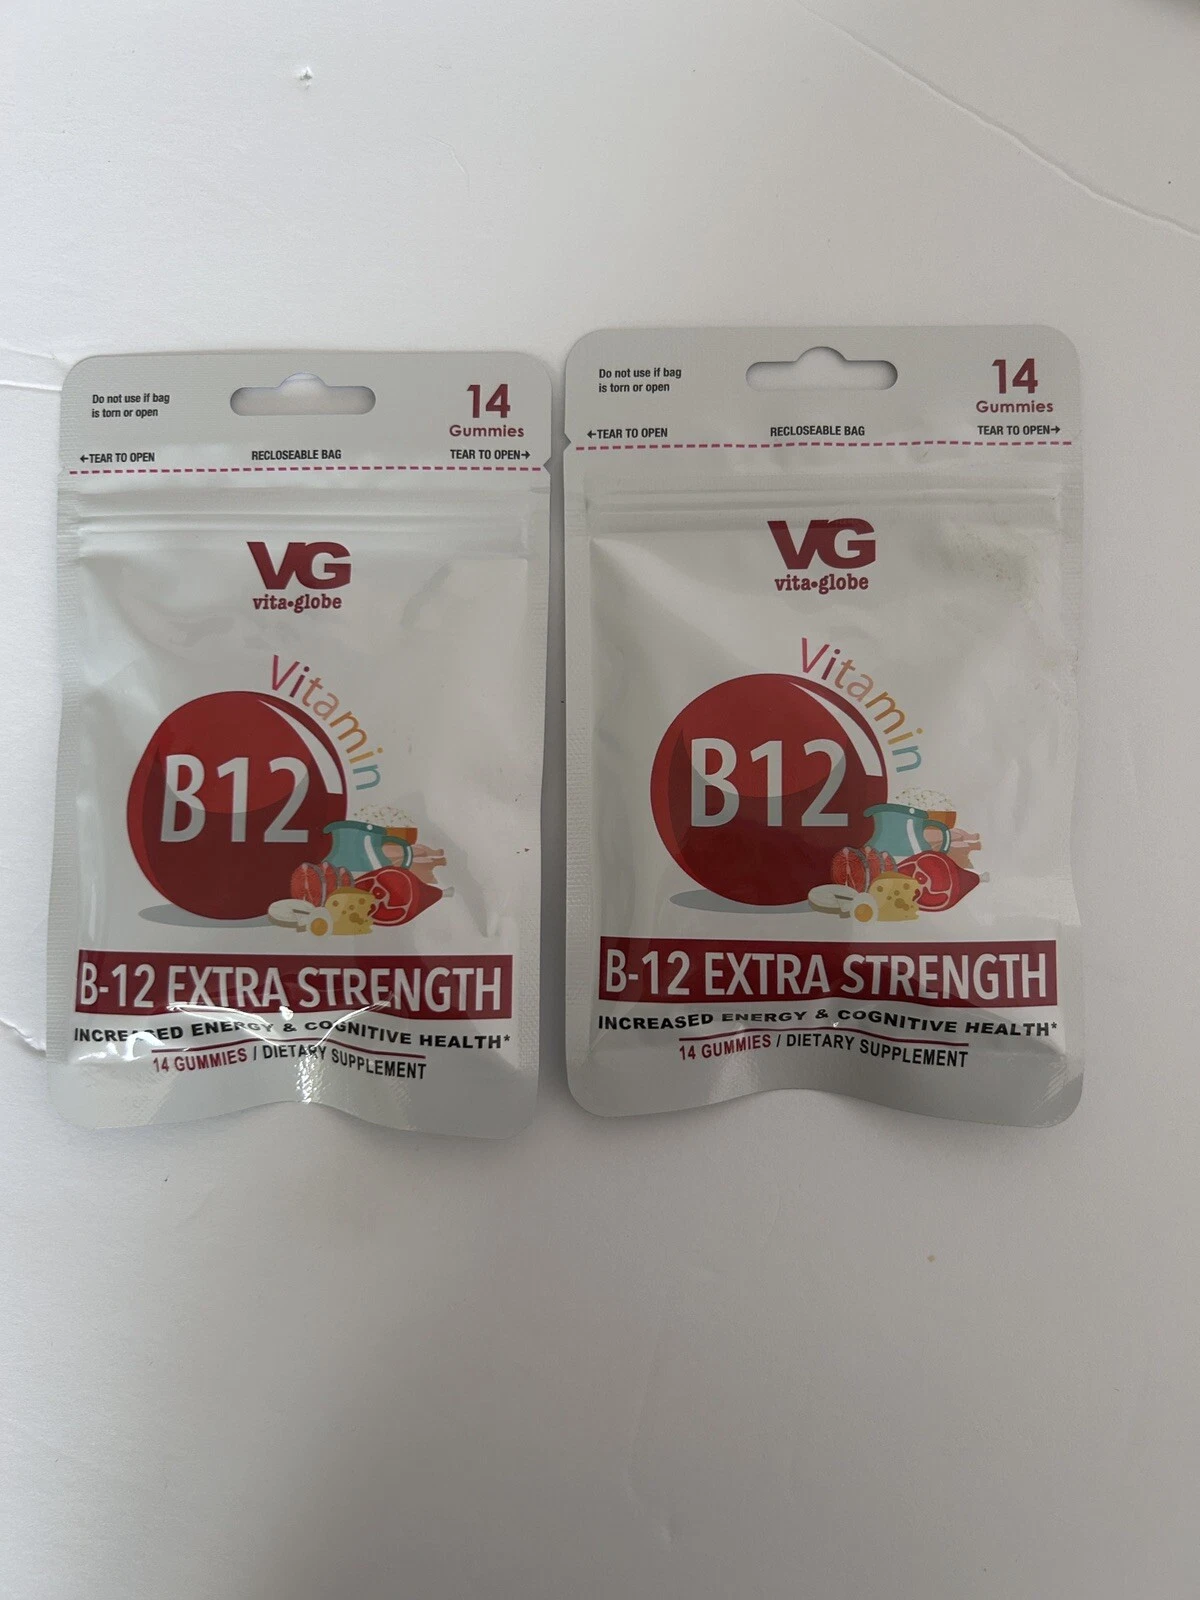 Do not use if bag
is torn or open
14
Gummies
←TEAR TO OPEN
RECLOSEABLE BAG
TEAR TO OPEN→
VG
vita•globe
Vitamin
B12
B-12 EXTRA STRENGTH
INCREASED ENERGY & COGNITIVE HEALTH*
14 GUMMIES / DIETARY SUPPLEMENT
Do not use if bag
is torn or open
14
Gummies
←TEAR TO OPEN
RECLOSEABLE BAG
TEAR TO OPEN→
VG
vita•globe
Vitamin
B12
B-12 EXTRA STRENGTH
INCREASED ENERGY & COGNITIVE HEALTH*
14 GUMMIES / DIETARY SUPPLEMENT